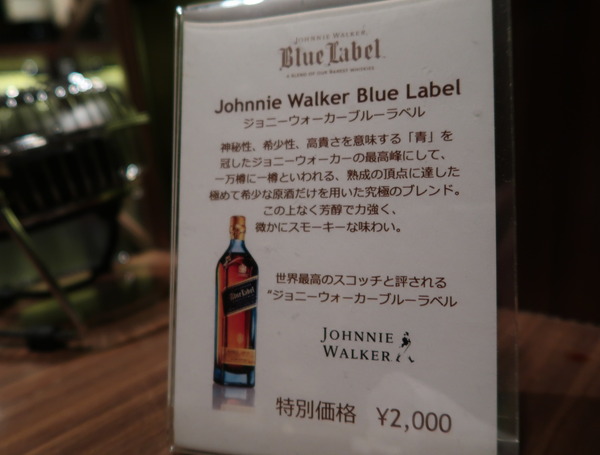 JOHNNIE WALKER
Blue Label
A BLEND OF OUR RAREST WHISKIES
Johnnie Walker Blue Label
ジョニーウォーカーブルーラベル
神秘性、希少性、高貴さを意味する「青」を
冠したジョニーウォーカーの最高峰にして、
一万樽に一樽といわれる、熟成の頂点に達した
極めて希少な原酒だけを用いた究極のブレンド。
この上なく芳醇で力強く、
微かにスモーキーな味わい。
Blue Label
世界最高のスコッチと評される
“ジョニーウォーカーブルーラベル
JOHNNIE
WALKER
特別価格 ¥2,000